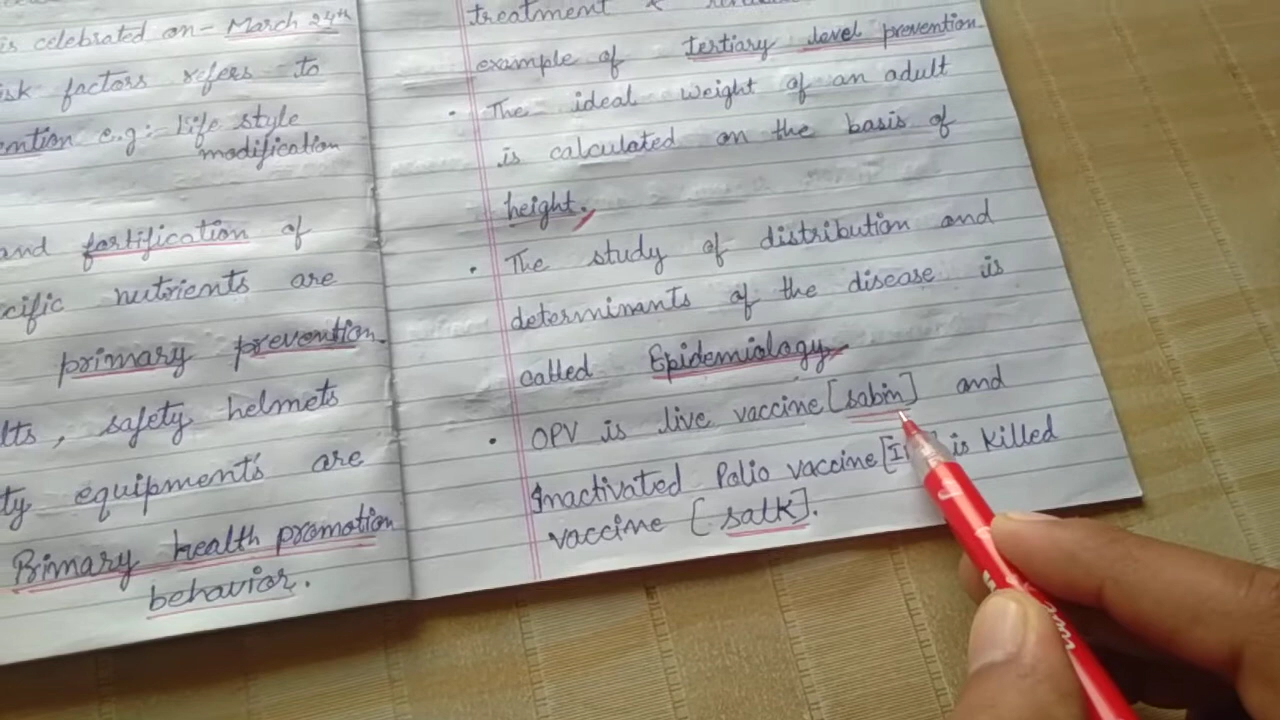 is celebrated on- March 24th
isk factors refers to
ention e.g:- Life style
modification
and fortification of
cific nutrients are
primary prevention.
lts, safety helmets
ty equipments are
Primary health promotion
behavior.
treatment &
example of tertiary level prevention
• The ideal weight of an adult
is calculated on the basis of
height.
• The study of distribution and
determinants of the disease is
called Epidemiology
• OPV is live vaccine [sabin] and
Inactivated Polio vaccine [I ] is killed
vaccine [salk].